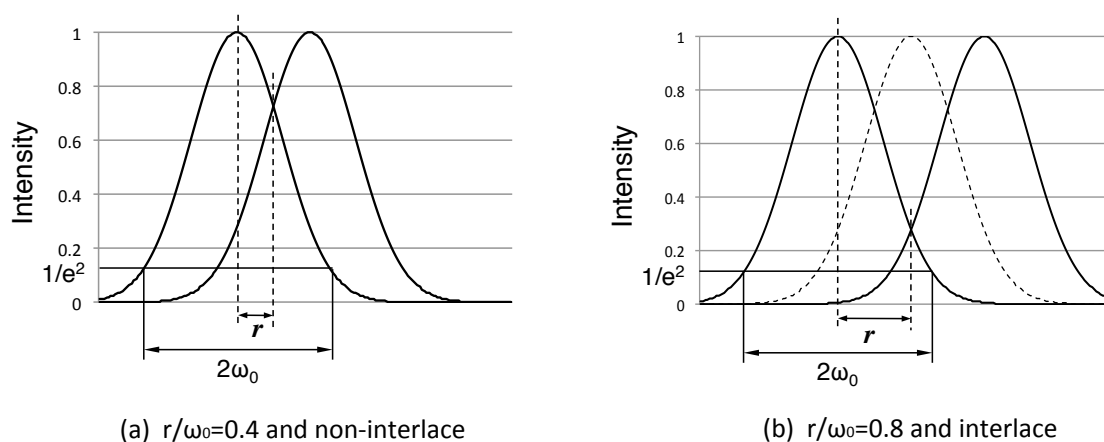 1
0.8
0.6
0.4
0.2
1/e²
0
Intensity
r
2ω₀
(a) r/ω₀=0.4 and non-interlace
1
0.8
0.6
0.4
0.2
1/e²
0
Intensity
r
2ω₀
(b) r/ω₀=0.8 and interlace